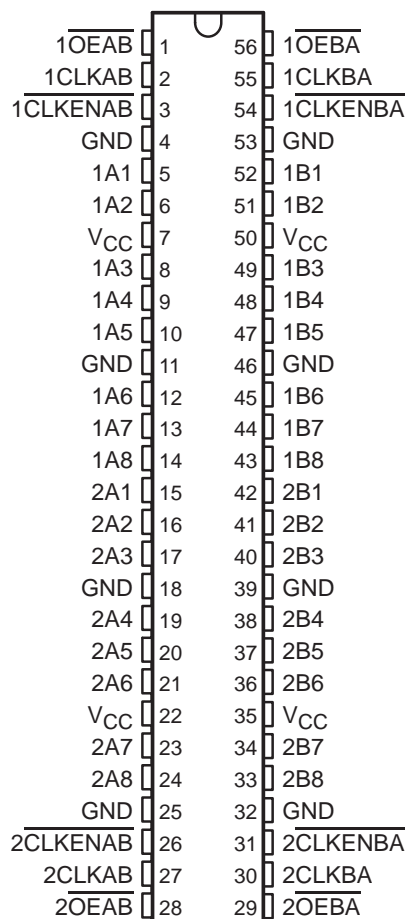 1OEAB 1 56 1OEBA
1CLKAB 2 55 1CLKBA
1CLKENAB 3 54 1CLKENBA
GND 4 53 GND
1A1 5 52 1B1
1A2 6 51 1B2
VCC 7 50 VCC
1A3 8 49 1B3
1A4 9 48 1B4
1A5 10 47 1B5
GND 11 46 GND
1A6 12 45 1B6
1A7 13 44 1B7
1A8 14 43 1B8
2A1 15 42 2B1
2A2 16 41 2B2
2A3 17 40 2B3
GND 18 39 GND
2A4 19 38 2B4
2A5 20 37 2B5
2A6 21 36 2B6
VCC 22 35 VCC
2A7 23 34 2B7
2A8 24 33 2B8
GND 25 32 GND
2CLKENAB 26 31 2CLKENBA
2CLKAB 27 30 2CLKBA
2OEAB 28 29 2OEBA